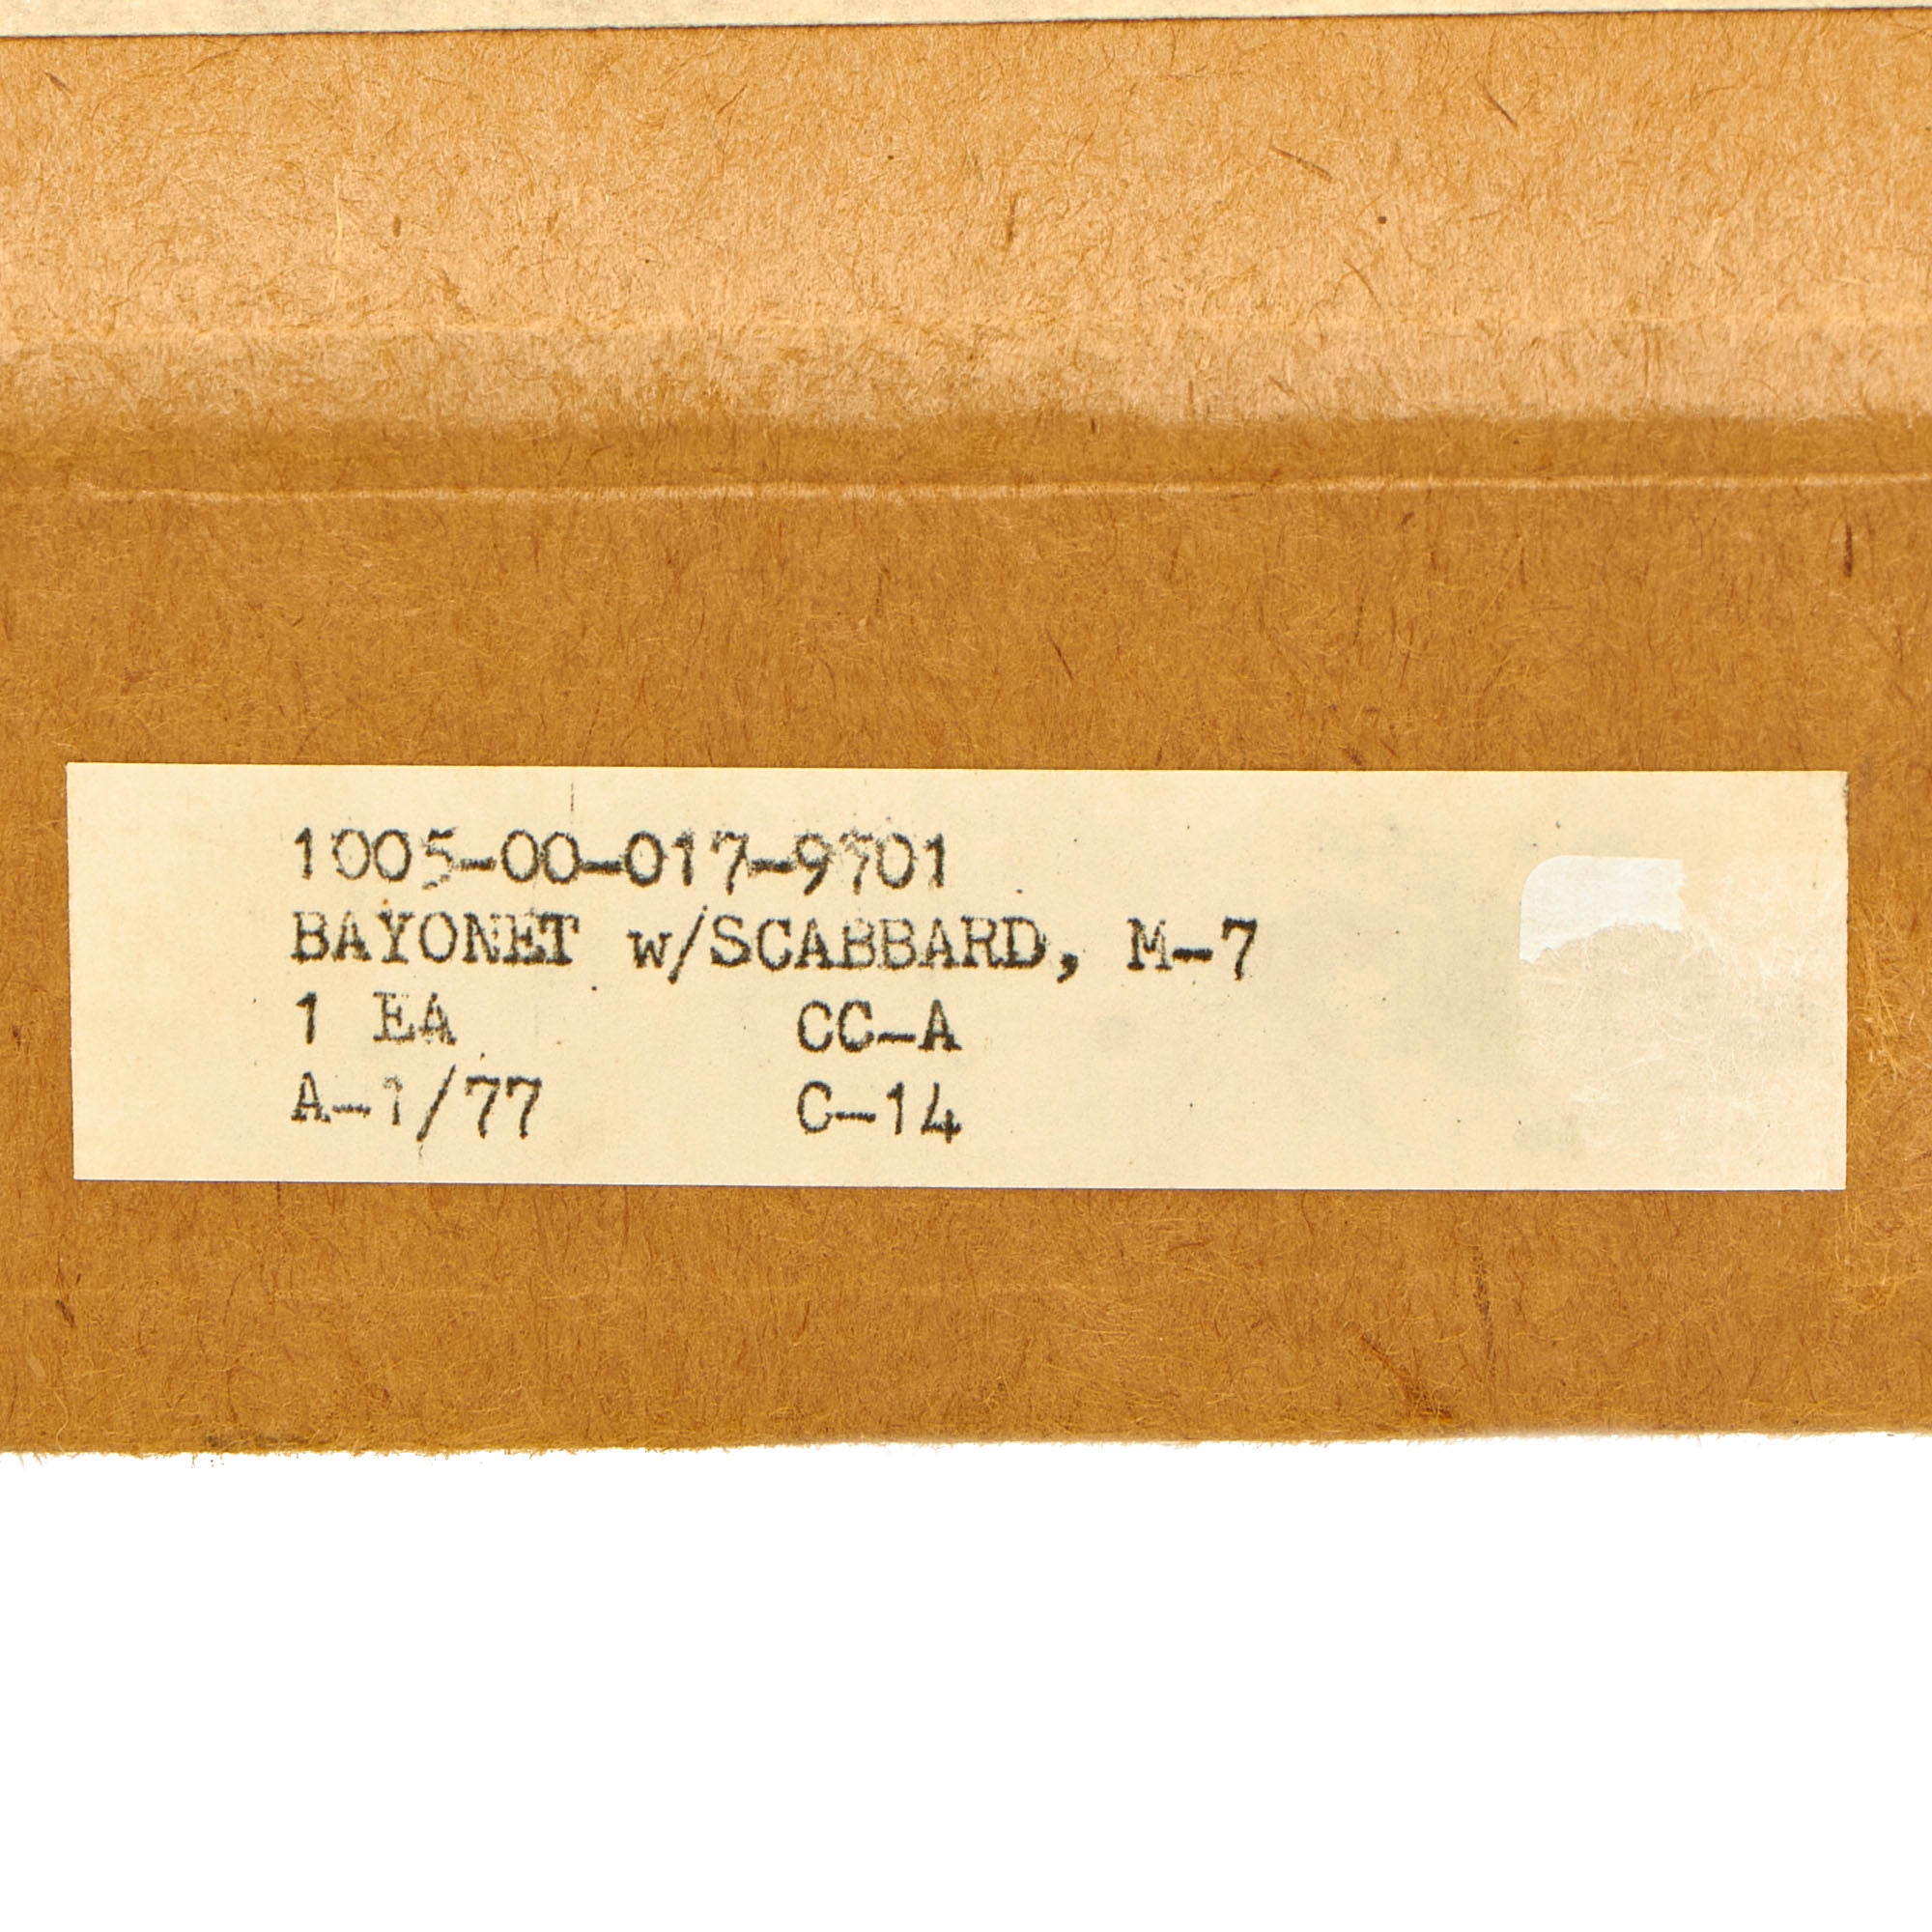 1005-00-017-9701
BAYONET w/SCABBARD, M-7
1 EA CC-A
A-1/77 C-14